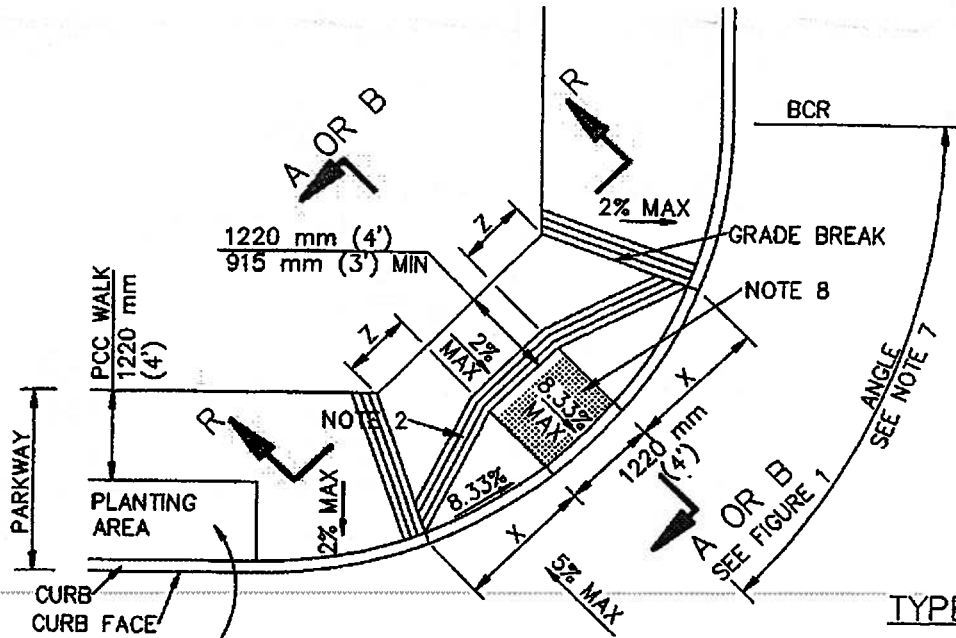 R
BCR
A OR B
2% MAX
Z
GRADE BREAK
1220 mm (4')
915 mm (3') MIN
NOTE 8
PCC WALK
1220 mm
(4')
Z
2%
MAX
X
8.33%
MAX
ANGLE
SEE NOTE 7
NOTE 2
R
PARKWAY
1220 mm
(4')
PLANTING
AREA
2% MAX
8.33%
A OR B
SEE FIGURE 1
X
5% MAX
CURB
CURB FACE
TYPE